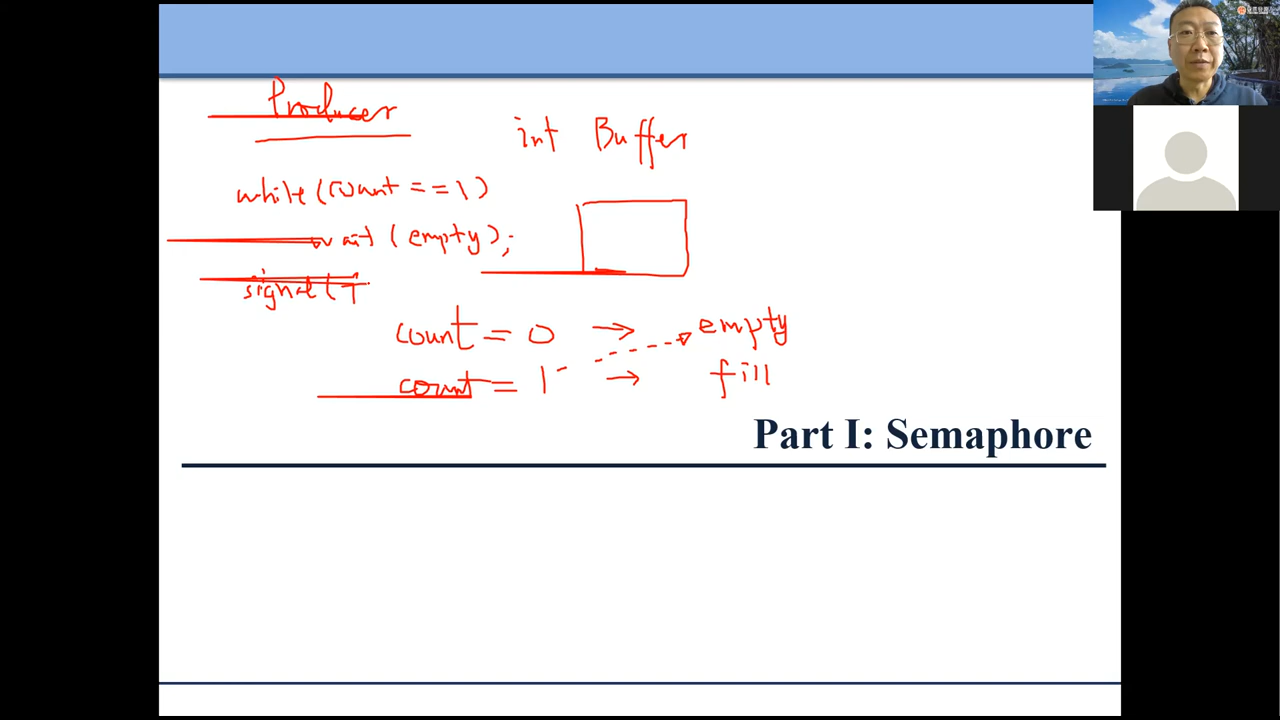 Producer
int Buffer
while(count == 1)
wait(empty);
signal(
count = 0 → empty
count = 1 → fill
Part I: Semaphore